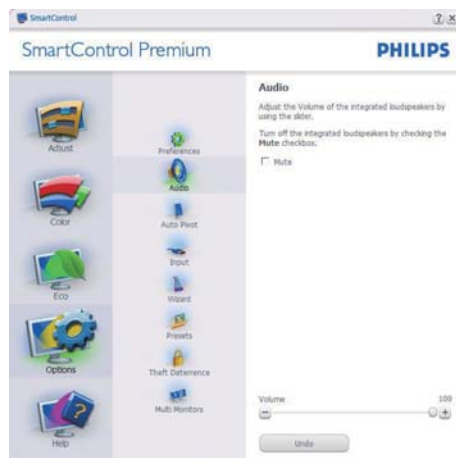 SmartControl
SmartControl Premium
PHILIPS
Adjust
Color
Eco
Options
Help
Preferences
Audio
Auto Pivot
Input
Wizard
Presets
Theft Deterrence
Multi Monitors
Audio
Adjust the Volume of the integrated loudspeakers by
using the slider.
Turn off the integrated loudspeakers by checking the
Mute checkbox.
Mute
Volume 100
Undo